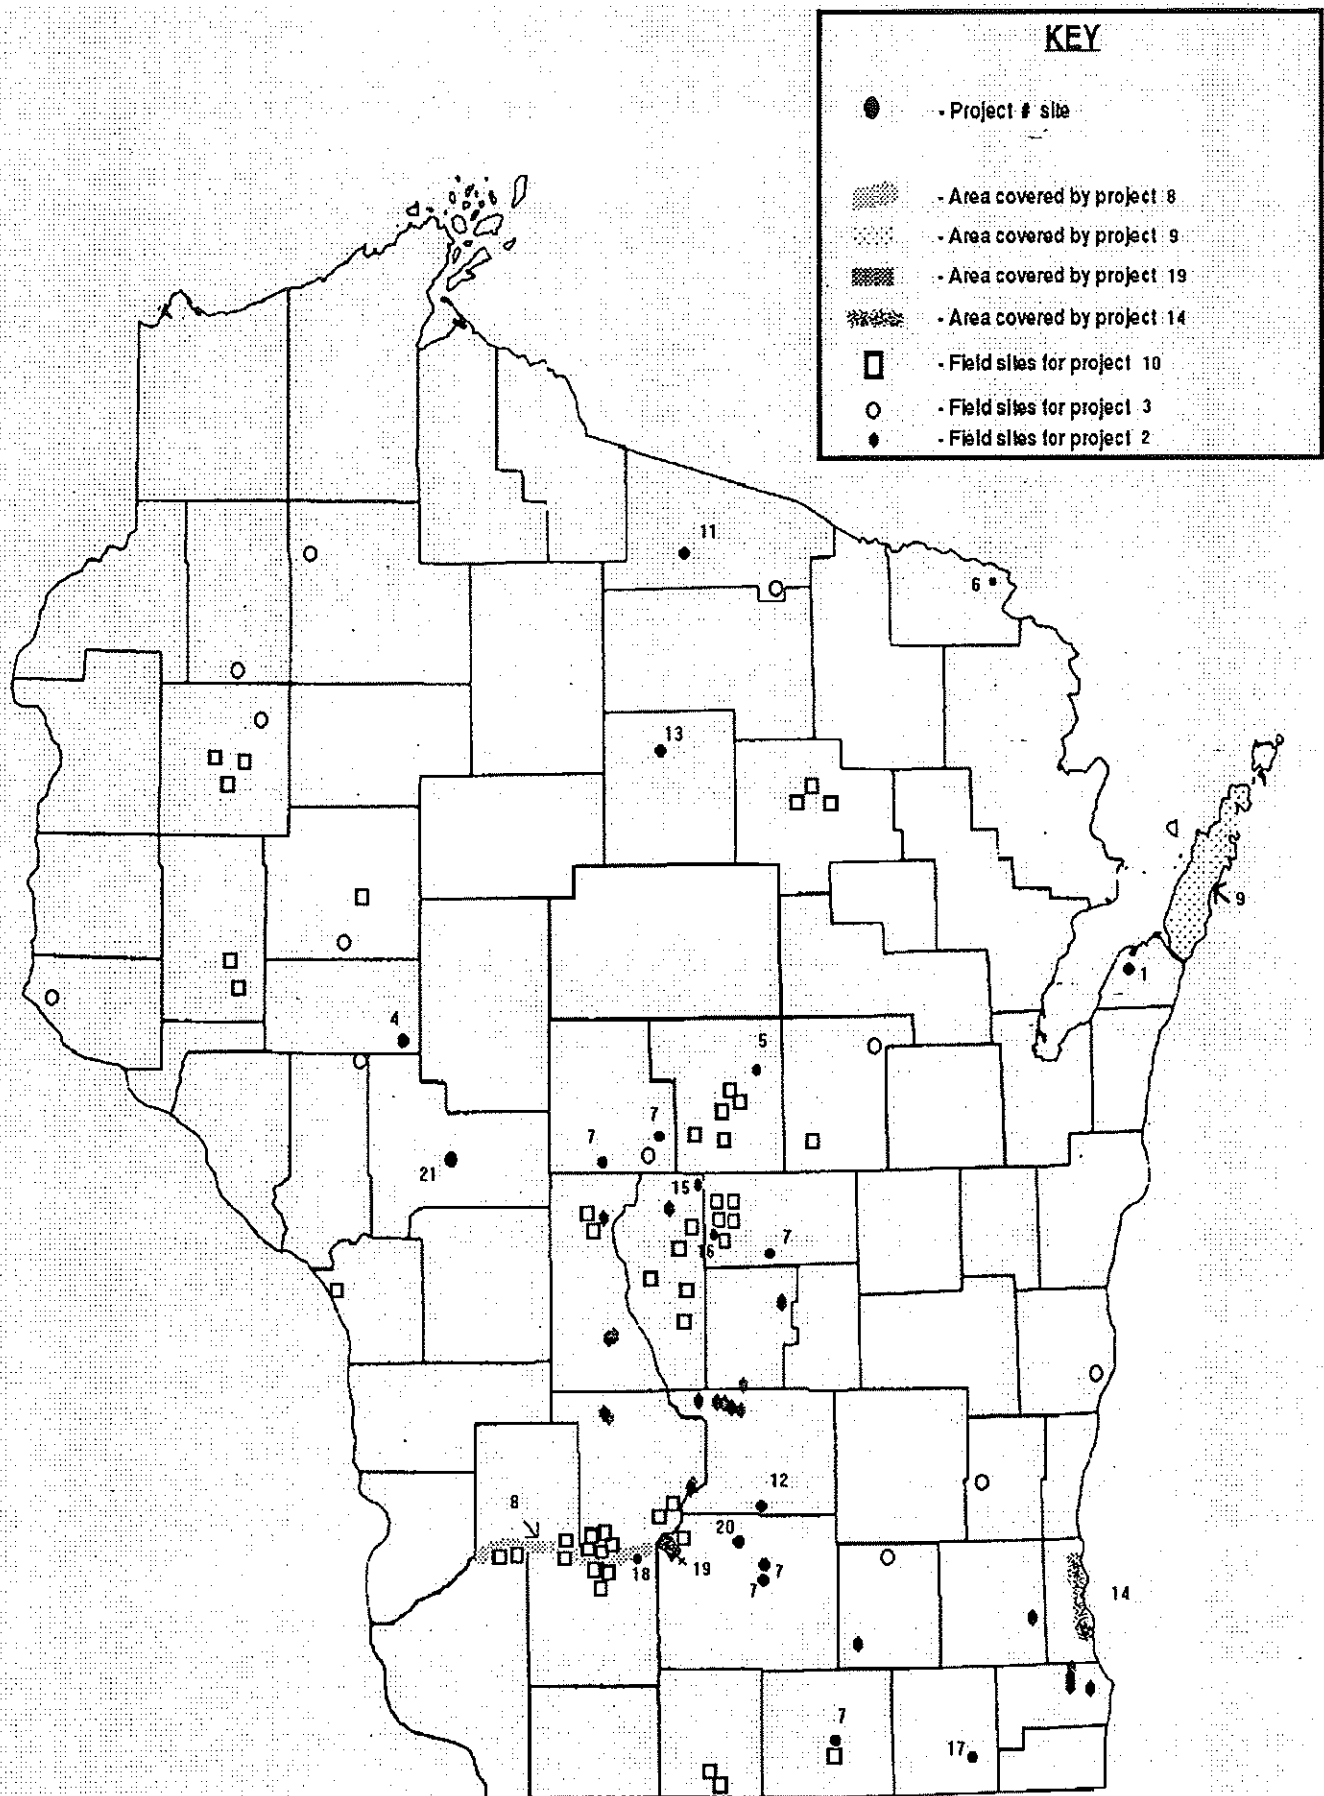 KEY
- Project # site
- Area covered by project 8
- Area covered by project 9
- Area covered by project 19
- Area covered by project 14
- Field sites for project 10
- Field sites for project 3
- Field sites for project 2
11
6
13
9
1
4
5
7
7
21
15
16
7
12
8
20
18
19
7
7
14
7
17